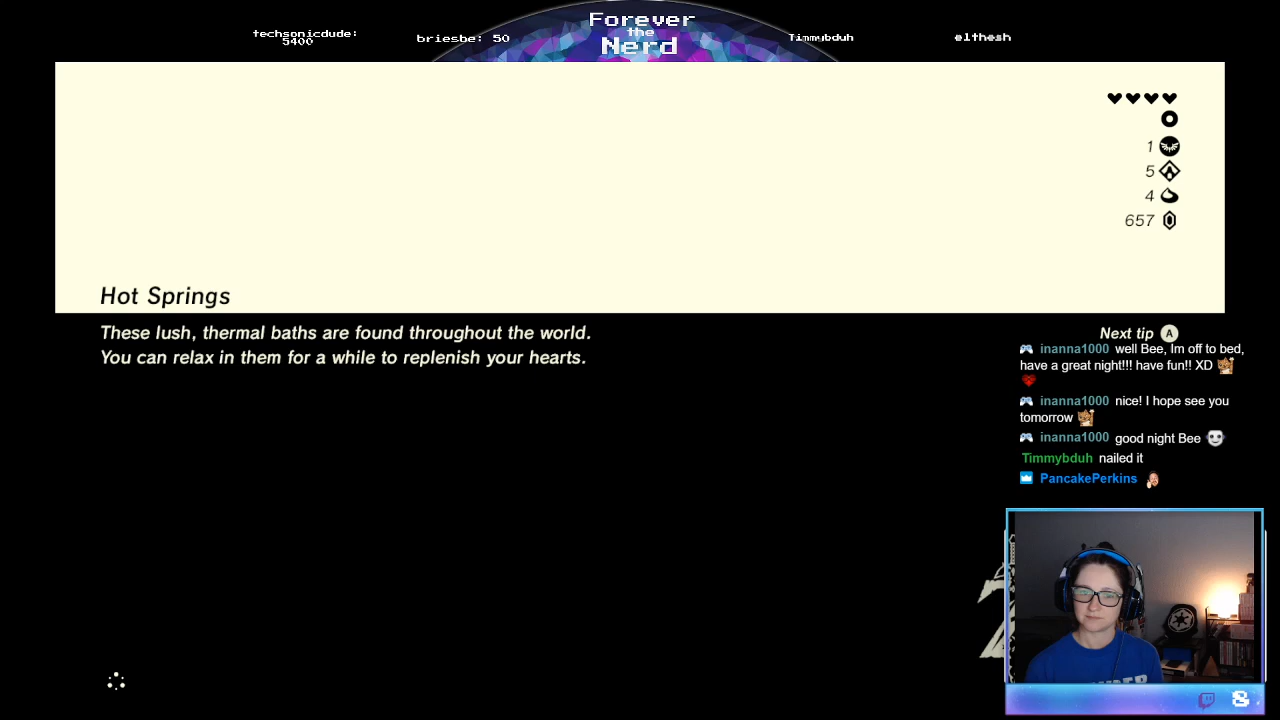 techsonicdude:
5400
briesbe: 50
Forever
the
Nerd
Timmybduh
elthesh
1
5
4
657
Hot Springs
These lush, thermal baths are found throughout the world.
You can relax in them for a while to replenish your hearts.
Next tip A
inanna1000 well Bee, Im off to bed,
have a great night!!! have fun!! XD
inanna1000 nice! I hope see you
tomorrow
inanna1000 good night Bee
Timmybduh nailed it
PancakePerkins